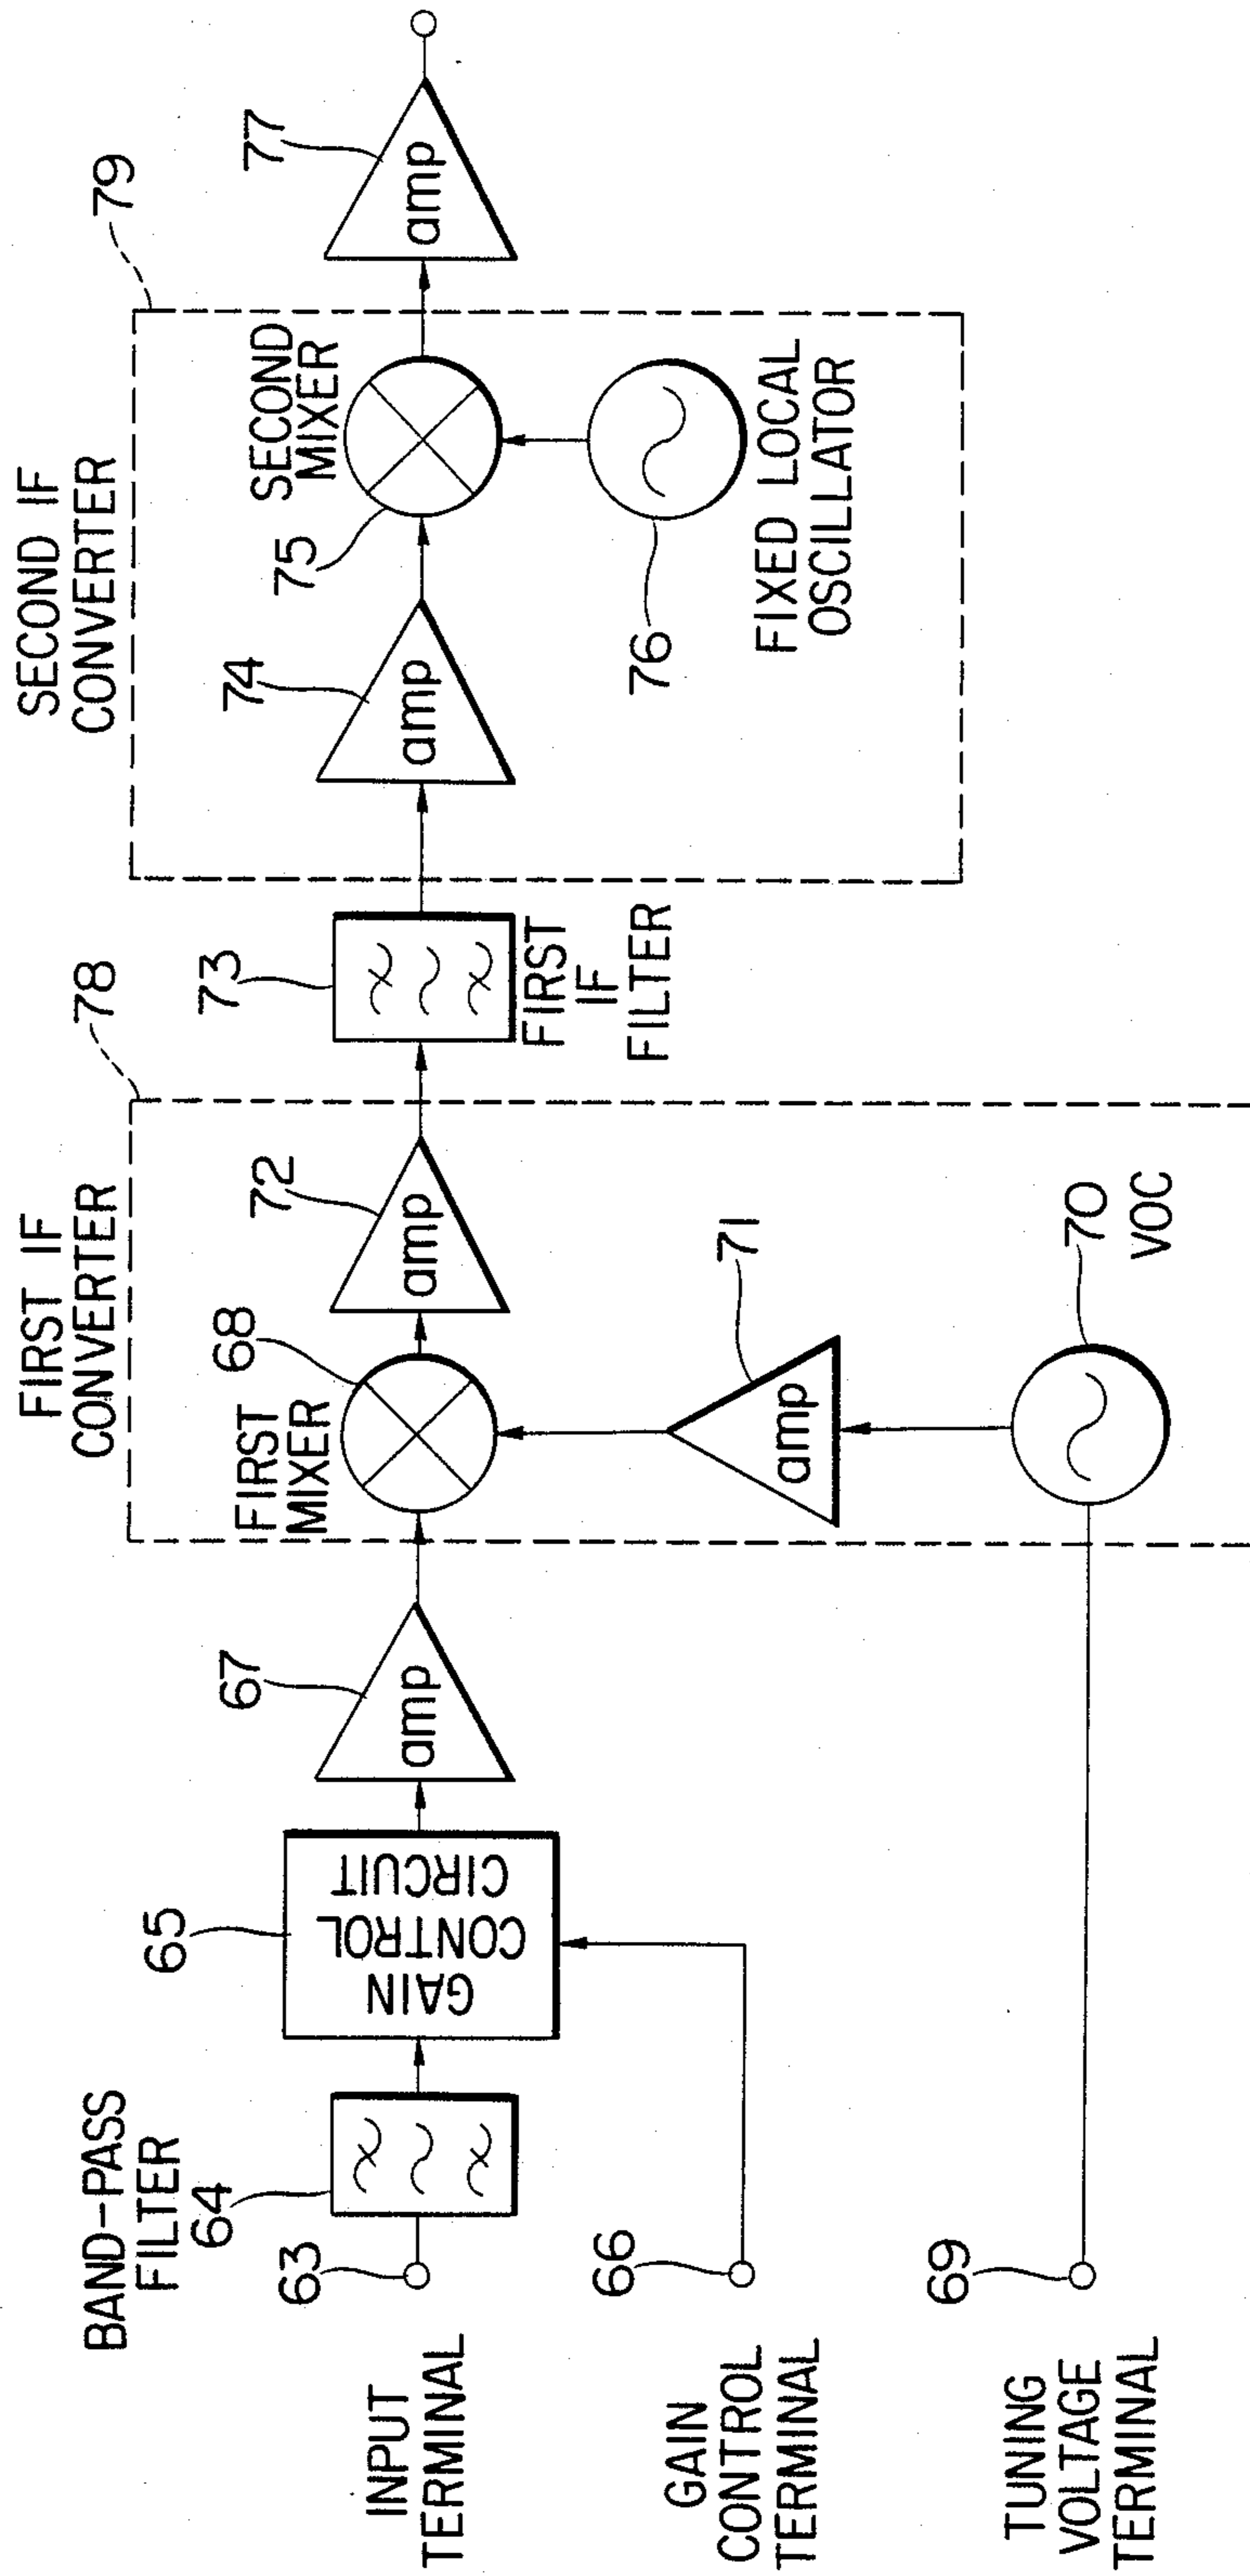 SECOND IF
CONVERTER
79
FIRST IF
CONVERTER
78
BAND-PASS
FILTER
64
INPUT
TERMINAL
63
65
GAIN
CONTROL
CIRCUIT
67
amp
FIRST
MIXER
68
72
amp
73
FIRST
IF
FILTER
74
amp
75
SECOND
MIXER
77
amp
76
FIXED LOCAL
OSCILLATOR
GAIN
CONTROL
TERMINAL
66
71
amp
70
VOC
TUNING
VOLTAGE
TERMINAL
69